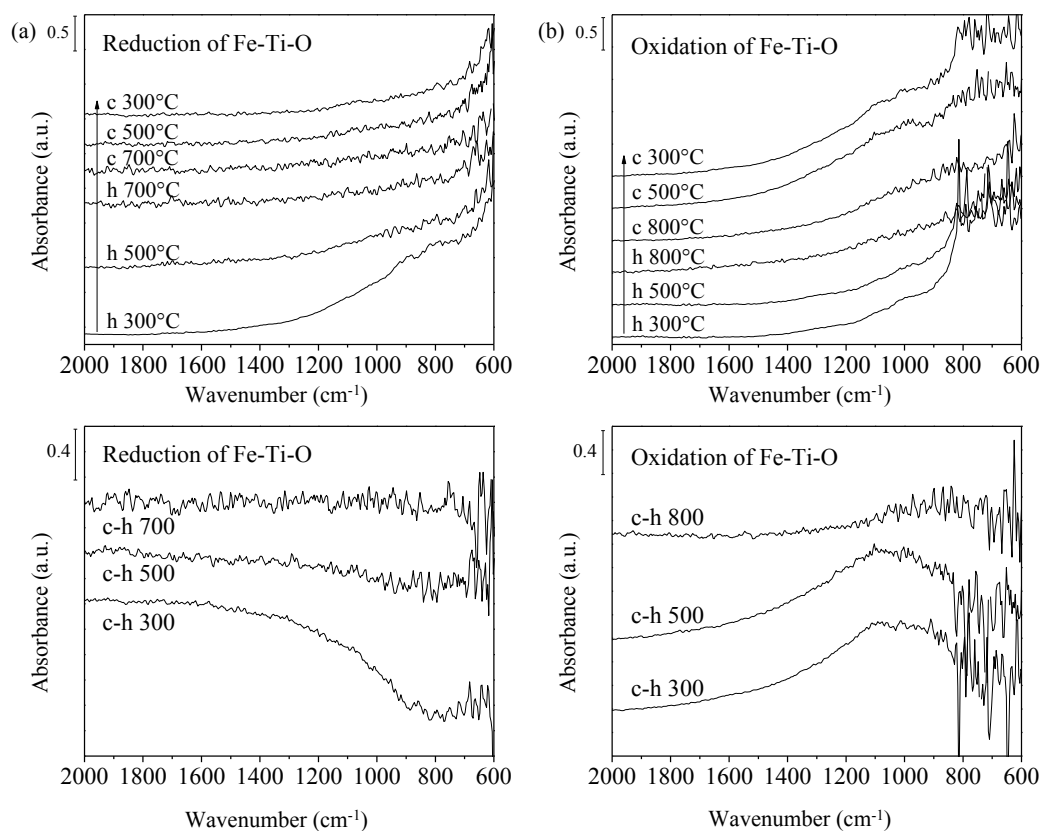 (a)
0.5
Reduction of Fe-Ti-O
c 300°C
c 500°C
c 700°C
h 700°C
h 500°C
h 300°C
Absorbance (a.u.)
2000 1800 1600 1400 1200 1000 800 600
Wavenumber (cm-1)
(b)
0.5
Oxidation of Fe-Ti-O
c 300°C
c 500°C
c 800°C
h 800°C
h 500°C
h 300°C
Absorbance (a.u.)
2000 1800 1600 1400 1200 1000 800 600
Wavenumber (cm-1)
0.4
Reduction of Fe-Ti-O
c-h 700
c-h 500
c-h 300
Absorbance (a.u.)
2000 1800 1600 1400 1200 1000 800 600
Wavenumber (cm-1)
0.4
Oxidation of Fe-Ti-O
c-h 800
c-h 500
c-h 300
Absorbance (a.u.)
2000 1800 1600 1400 1200 1000 800 600
Wavenumber (cm-1)